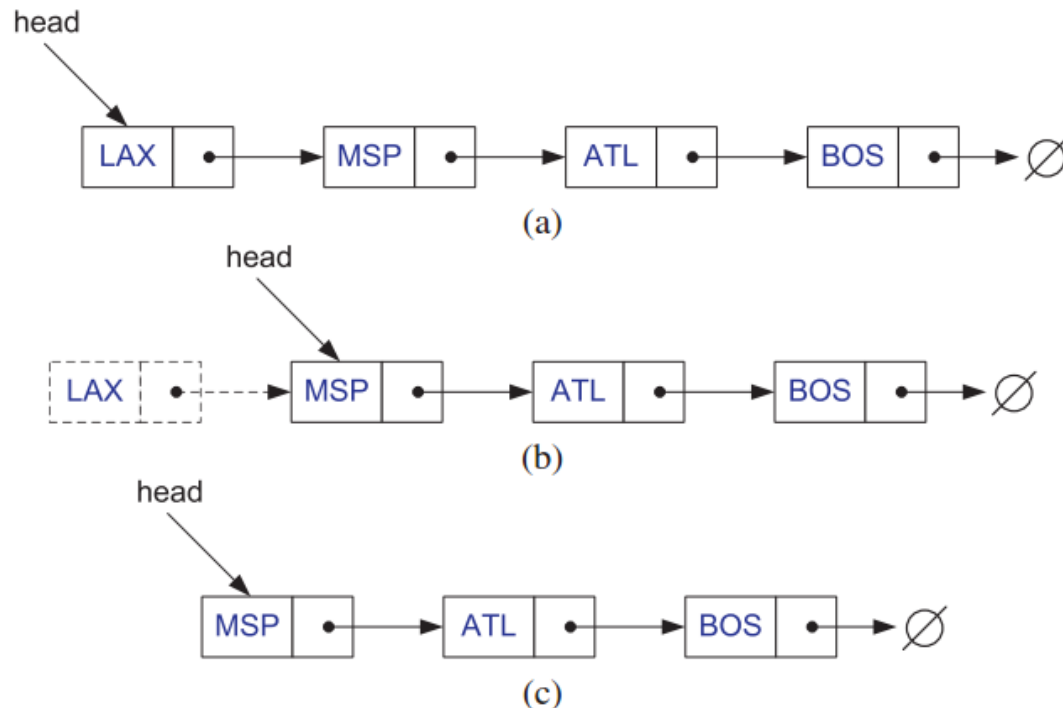 head
LAX MSP ATL BOS ∅
(a)
head
LAX MSP ATL BOS ∅
(b)
head
MSP ATL BOS ∅
(c)